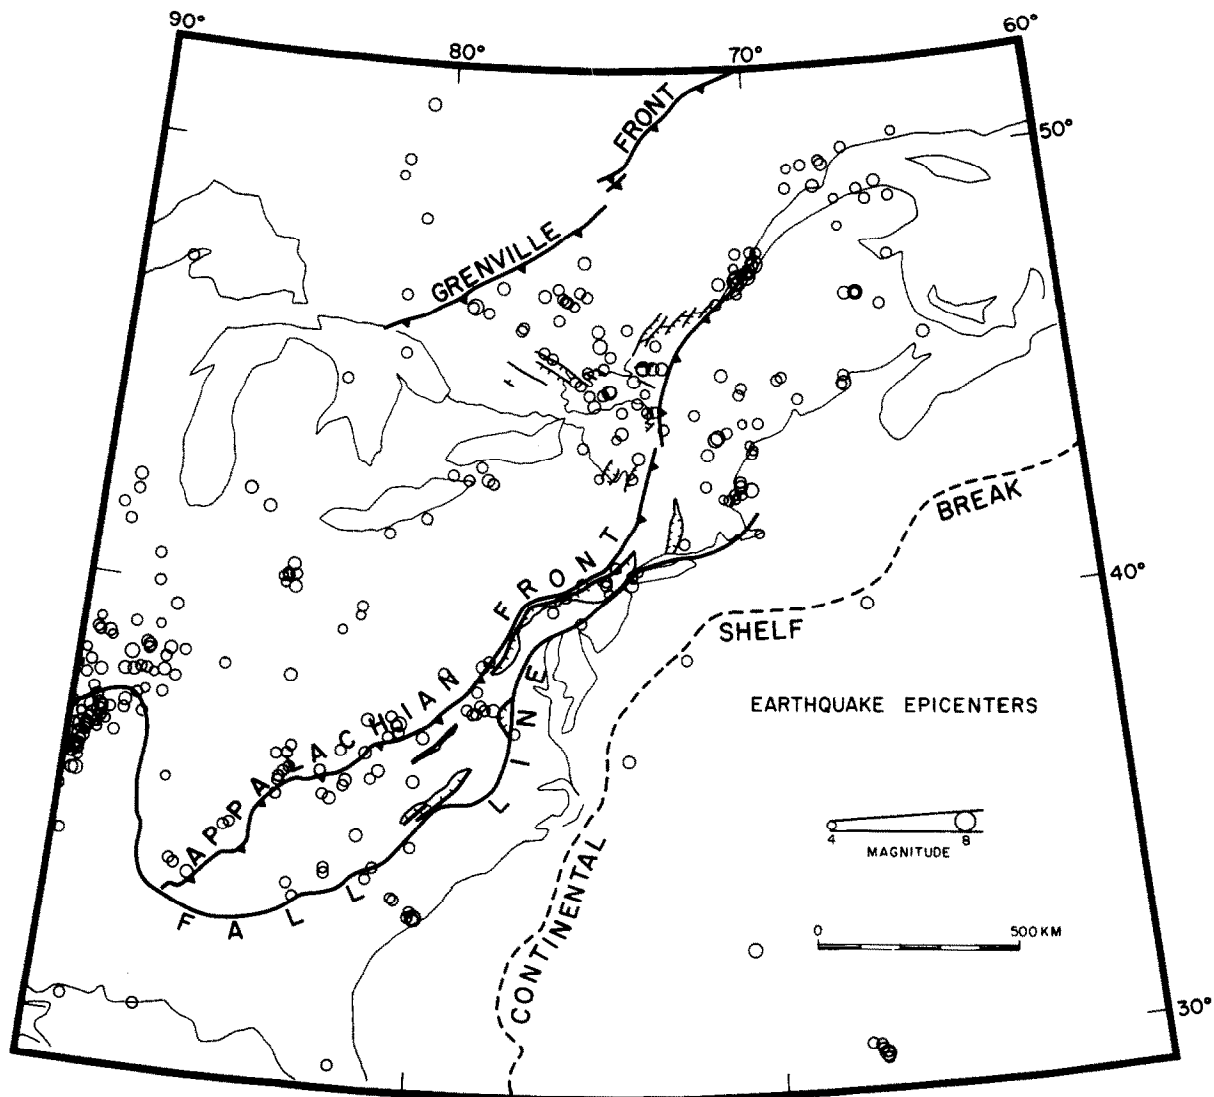 90°
80°
70°
60°
50°
40°
30°
GRENVILLE FRONT
APPALACHIAN FRONT
FALL LINE
CONTINENTAL SHELF BREAK
EARTHQUAKE EPICENTERS
4 8
MAGNITUDE
0 500 KM